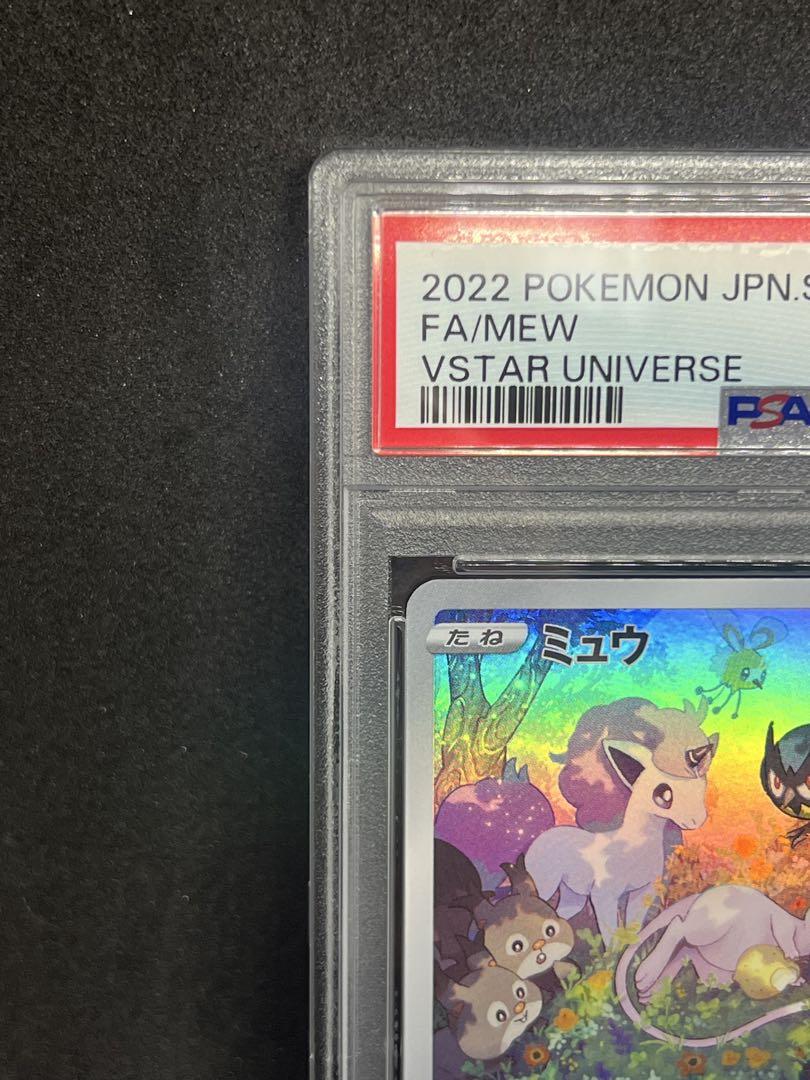 2022 POKEMON JPN.S
FA/MEW
VSTAR UNIVERSE
PSA
たね ミュウ